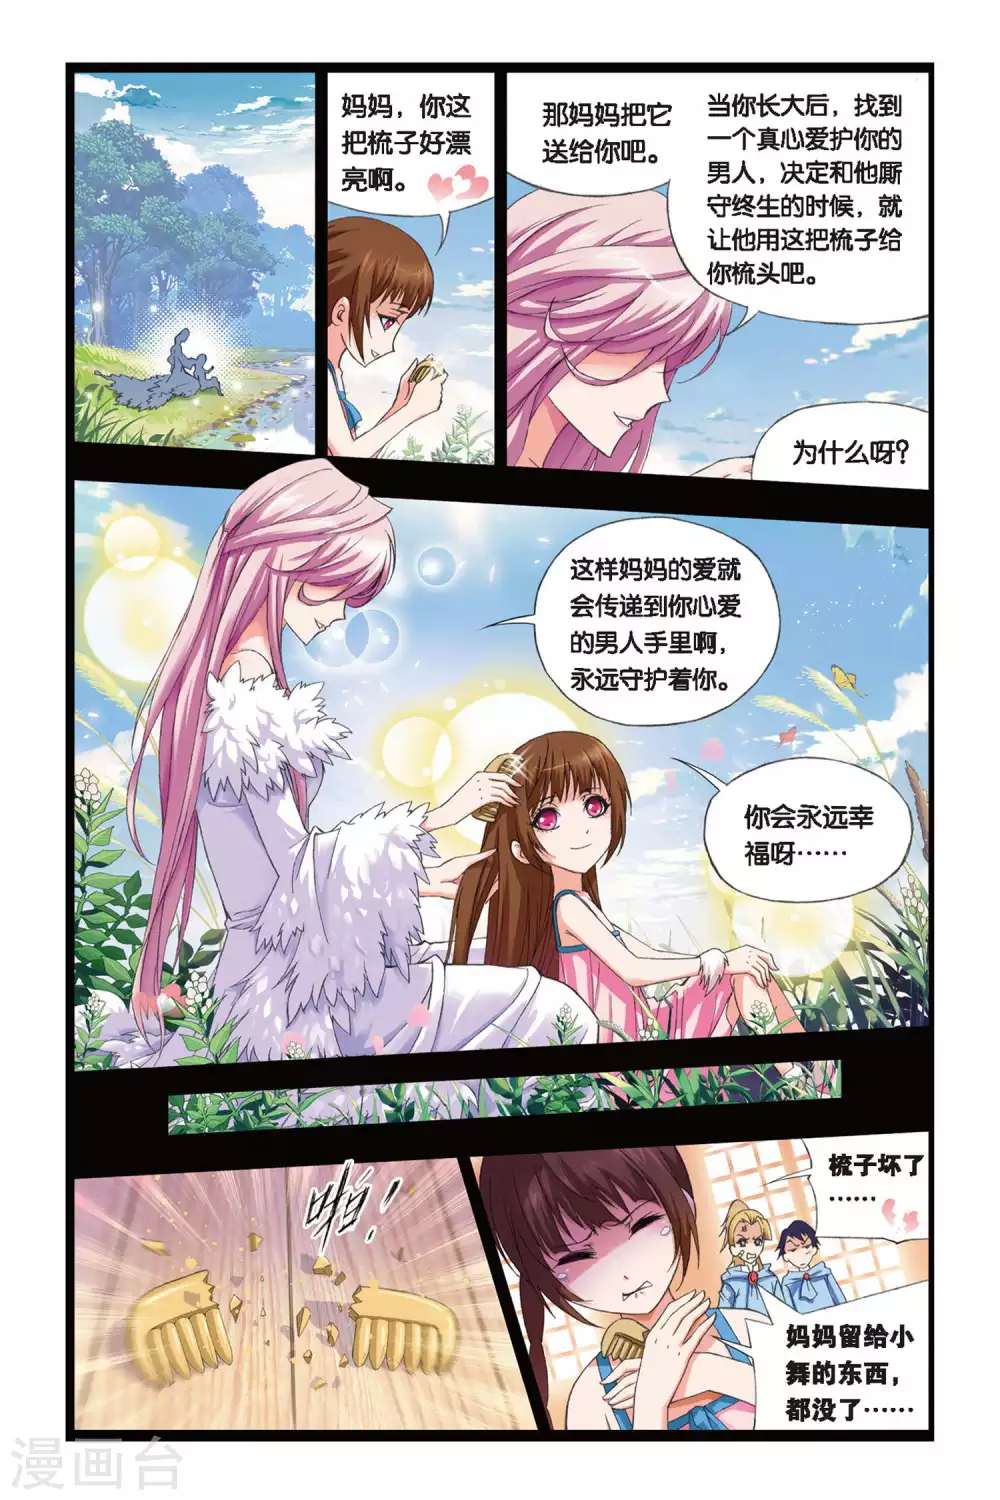 妈妈，你这
把梳子好漂
亮啊。
那妈妈把它
送给你吧。
当你长大后，找到
一个真心爱护你的
男人，决定和他厮
守终生的时候，就
让他用这把梳子给
你梳头吧。
为什么呀？
这样妈妈的爱就
会传递到你心爱
的男人手里啊，
永远守护着你。
你会永远幸
福呀……
啪！
梳子坏了
……
妈妈留给小
舞的东西，
都没了……
漫画台